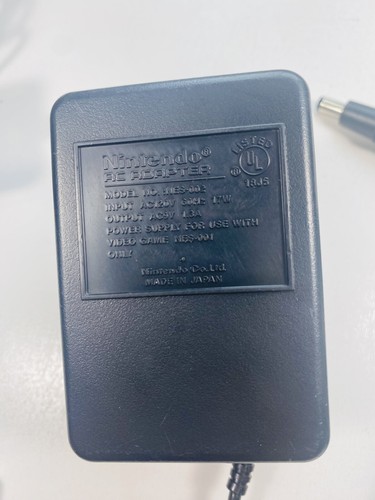 Nintendo®
AC ADAPTER
MODEL NO. NES-002
INPUT AC120V 60Hz 17W
OUTPUT AC9V 1.3A
POWER SUPPLY FOR USE WITH
VIDEO GAME NES-001
ONLY
Nintendo Co.Ltd.
MADE IN JAPAN
LISTED
UL ®